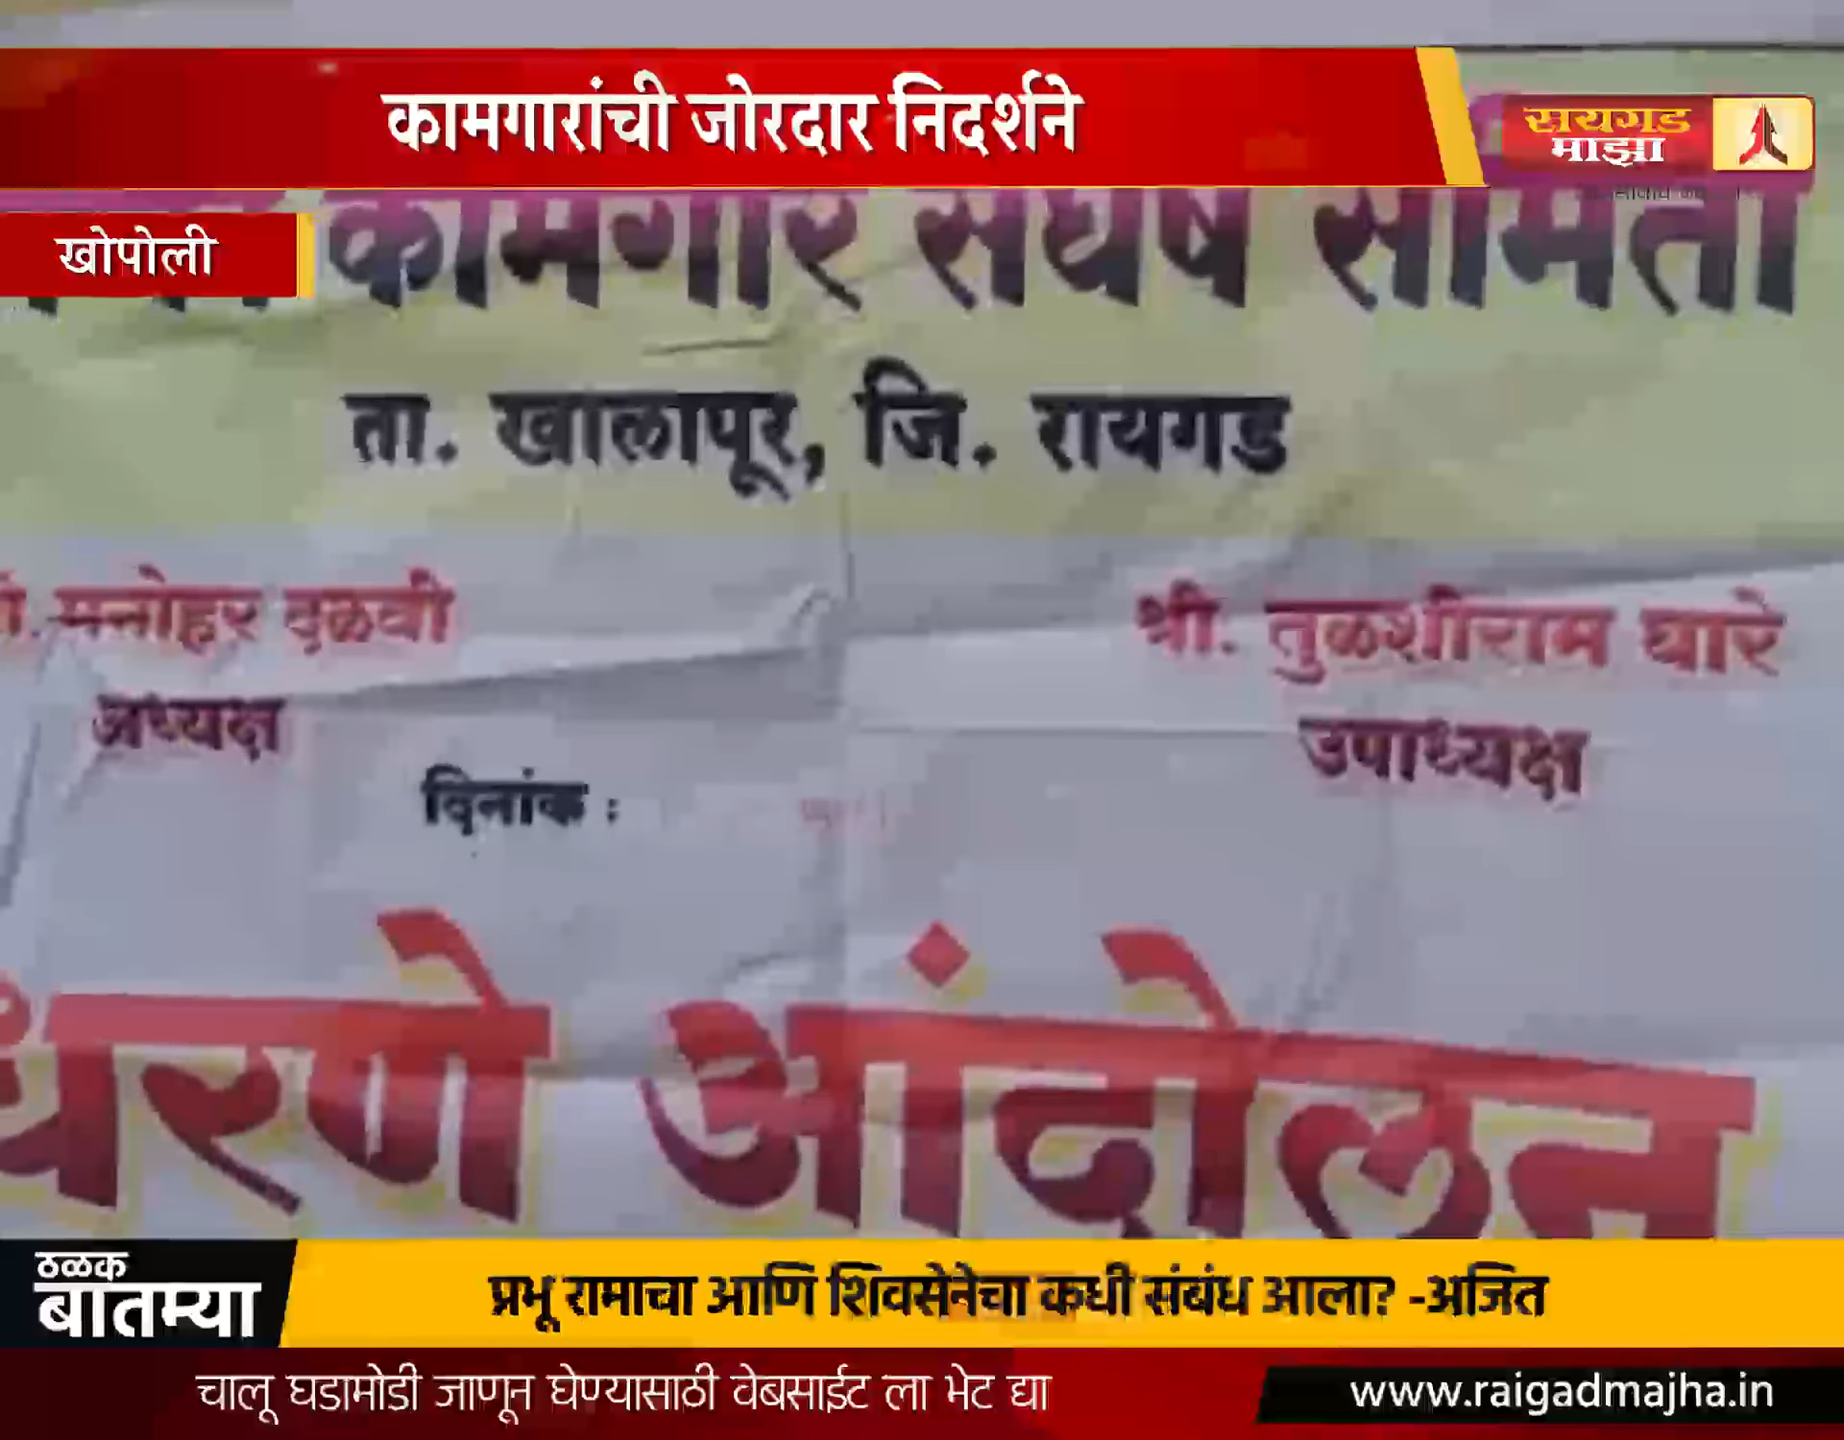 कामगारांची जोरदार निदर्शने
रायगड
माझा
खोपोली
कामगार संघर्ष समिती
ता. खालापूर, जि. रायगड
मनोहर दळवी
श्री. तुळशीराम घारे
अध्यक्ष
उपाध्यक्ष
दिनांक :
धरणे आंदोलन
ठळक
बातम्या
प्रभू रामाचा आणि शिवसेनेचा कधी संबंध आला? -अजित
चालू घडामोडी जाणून घेण्यासाठी वेबसाईट ला भेट द्या
www.raigadmajha.in